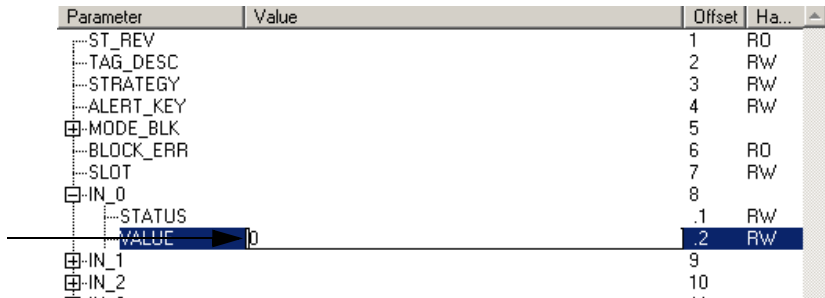 Parameter Value Offset Ha...
ST_REV 1 RO
TAG_DESC 2 RW
STRATEGY 3 RW
ALERT_KEY 4 RW
MODE_BLK 5
BLOCK_ERR 6 RO
SLOT 7 RW
IN_0 8
STATUS .1 RW
VALUE 0 .2 RW
IN_1 9
IN_2 10